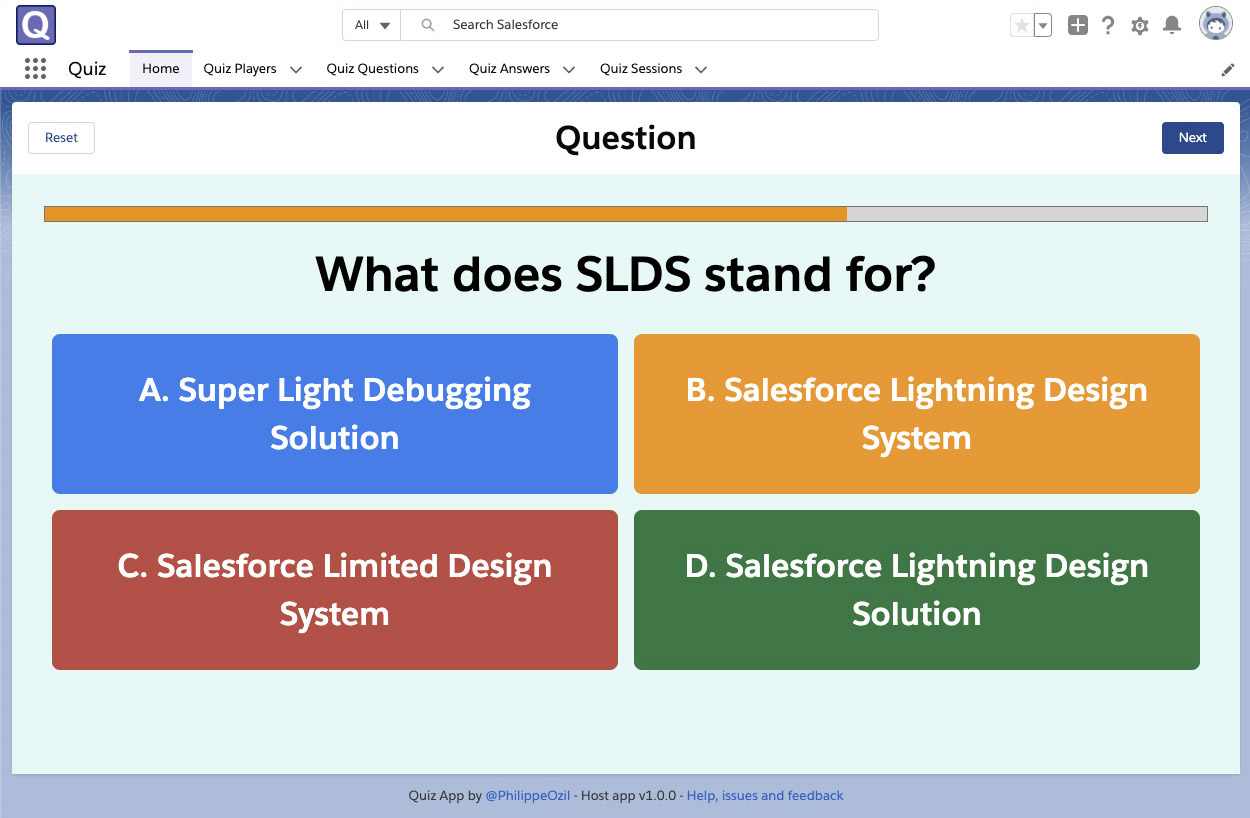 Q
All
Search Salesforce
Quiz
Home
Quiz Players
Quiz Questions
Quiz Answers
Quiz Sessions
Reset
Question
Next
What does SLDS stand for?
A. Super Light Debugging
Solution
B. Salesforce Lightning Design
System
C. Salesforce Limited Design
System
D. Salesforce Lightning Design
Solution
Quiz App by @PhilippeOzil - Host app v1.0.0 - Help, issues and feedback